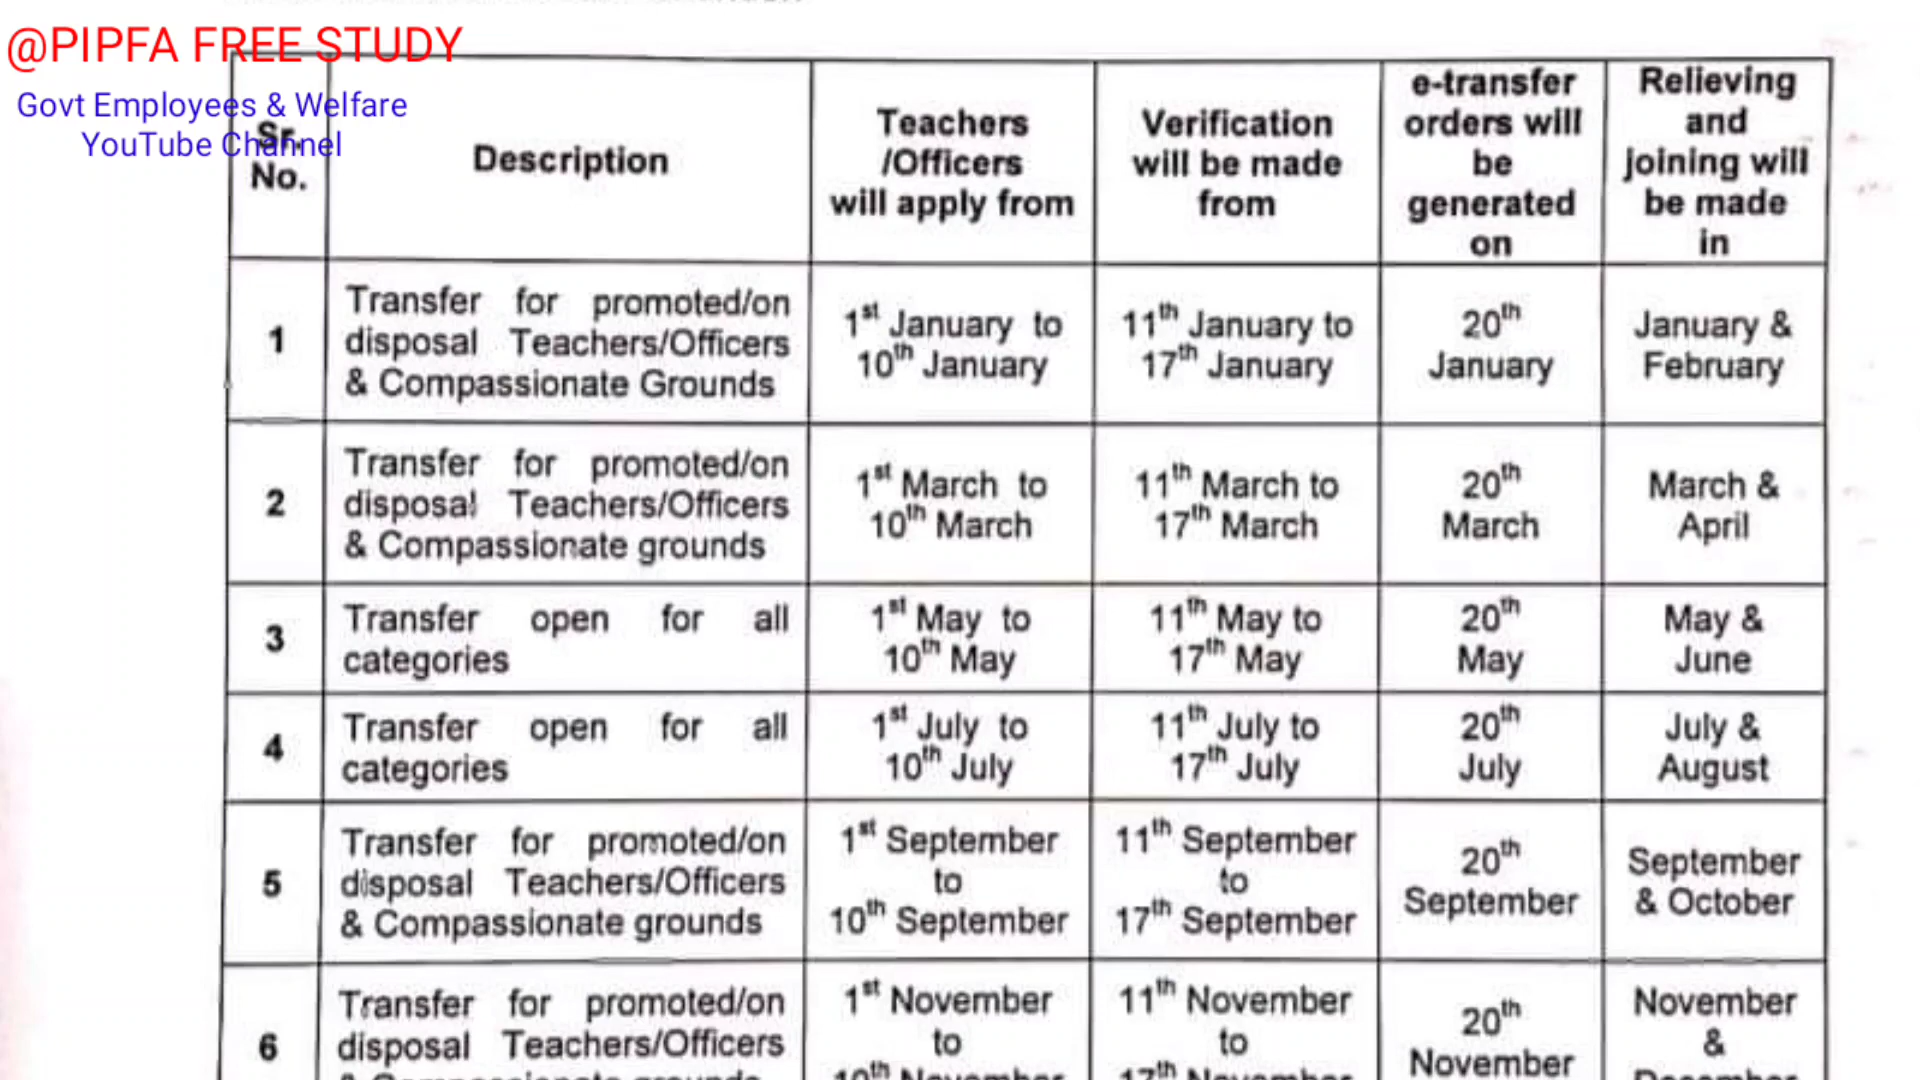 @PIPFA FREE STUDY
Govt Employees & Welfare
YouTube Channel
Sr.
No.
Description
Teachers
/Officers
will apply from
Verification
will be made
from
e-transfer
orders will
be
generated
on
Relieving
and
joining will
be made
in
1
Transfer for promoted/on
disposal Teachers/Officers
& Compassionate Grounds
1st January to
10th January
11th January to
17th January
20th
January
January &
February
2
Transfer for promoted/on
disposal Teachers/Officers
& Compassionate grounds
1st March to
10th March
11th March to
17th March
20th
March
March &
April
3
Transfer open for all
categories
1st May to
10th May
11th May to
17th May
20th
May
May &
June
4
Transfer open for all
categories
1st July to
10th July
11th July to
17th July
20th
July
July &
August
5
Transfer for promoted/on
disposal Teachers/Officers
& Compassionate grounds
1st September
to
10th September
11th September
to
17th September
20th
September
September
& October
6
Transfer for promoted/on
disposal Teachers/Officers
& Compassionate grounds
1st November
to
10th November
11th November
to
17th November
20th
November
November
&
December